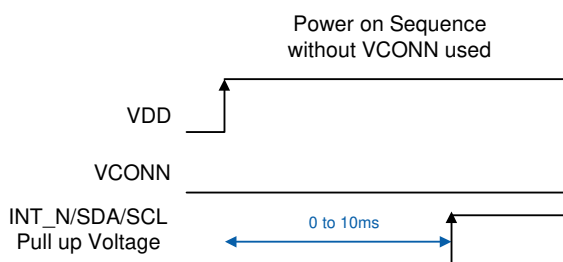 Power on Sequence
without VCONN used
VDD
VCONN
INT_N/SDA/SCL
Pull up Voltage
0 to 10ms